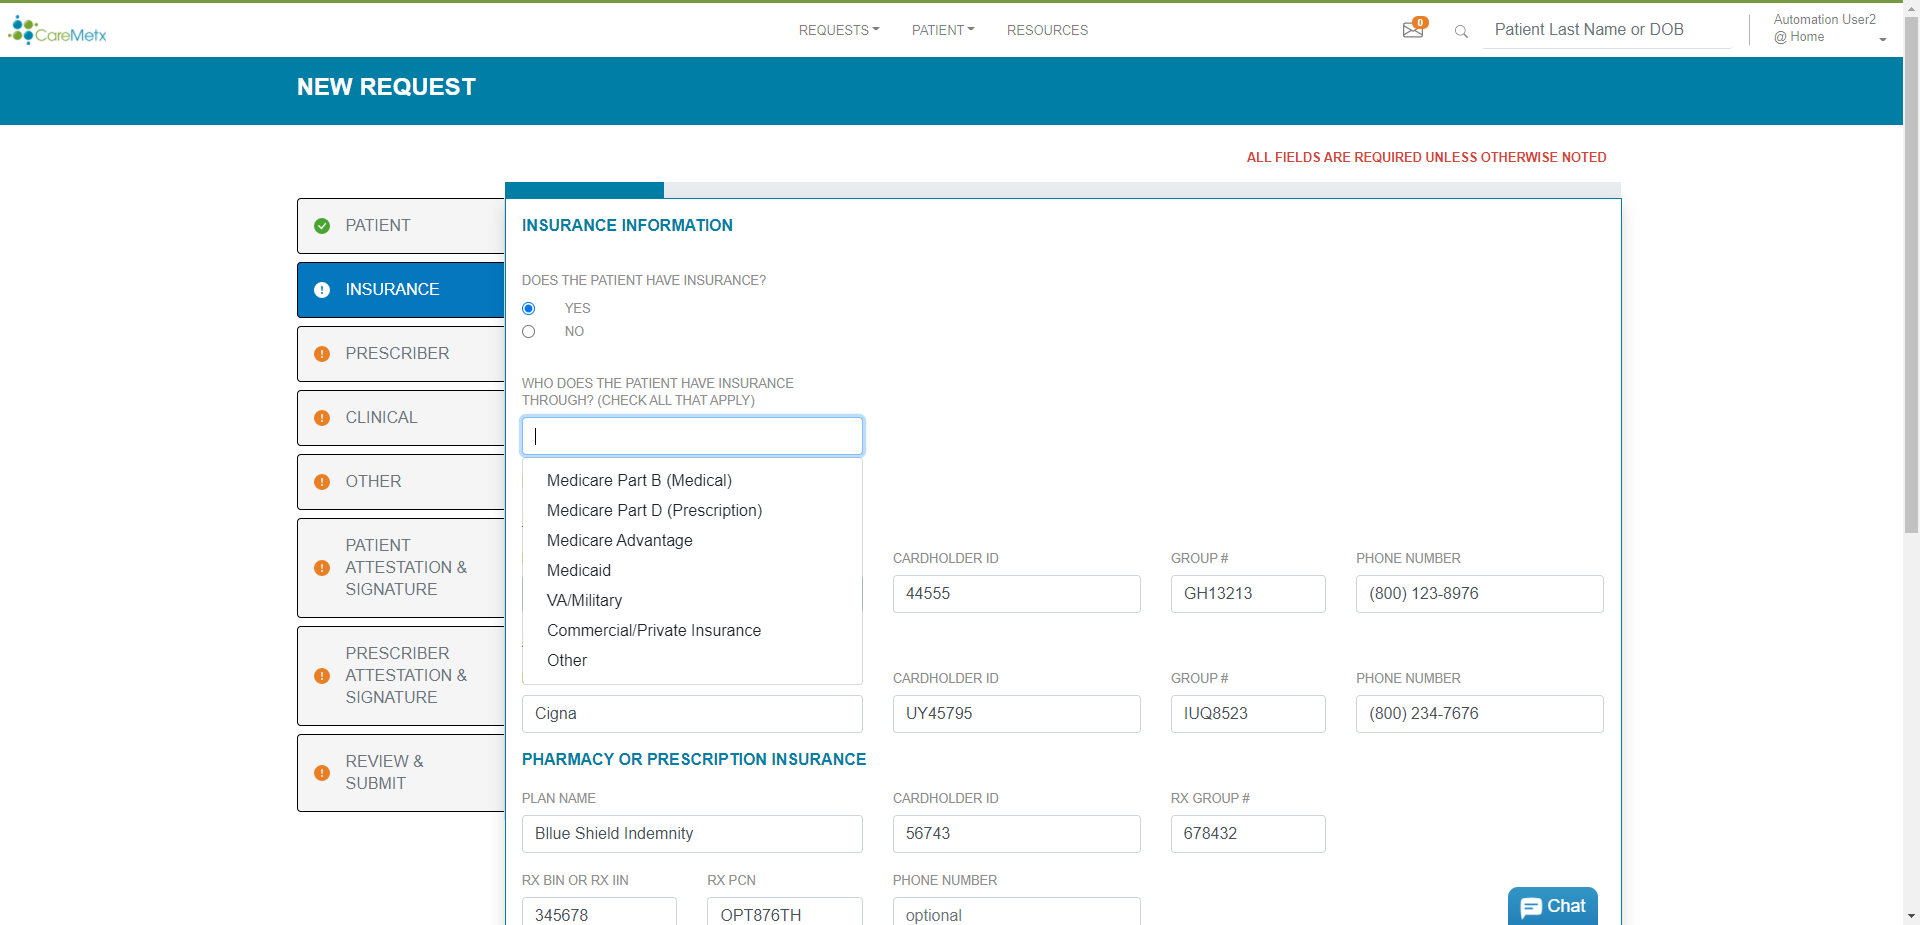 CareMetx
REQUESTS
PATIENT
RESOURCES
0
Patient Last Name or DOB
Automation User2
@ Home
NEW REQUEST
ALL FIELDS ARE REQUIRED UNLESS OTHERWISE NOTED
PATIENT
INSURANCE
PRESCRIBER
CLINICAL
OTHER
PATIENT
ATTESTATION &
SIGNATURE
PRESCRIBER
ATTESTATION &
SIGNATURE
REVIEW &
SUBMIT
INSURANCE INFORMATION
DOES THE PATIENT HAVE INSURANCE?
YES
NO
WHO DOES THE PATIENT HAVE INSURANCE
THROUGH? (CHECK ALL THAT APPLY)
Medicare Part B (Medical)
Medicare Part D (Prescription)
Medicare Advantage
Medicaid
VA/Military
Commercial/Private Insurance
Other
CARDHOLDER ID
GROUP #
PHONE NUMBER
44555
GH13213
(800) 123-8976
CARDHOLDER ID
GROUP #
PHONE NUMBER
Cigna
UY45795
IUQ8523
(800) 234-7676
PHARMACY OR PRESCRIPTION INSURANCE
PLAN NAME
CARDHOLDER ID
RX GROUP #
Bllue Shield Indemnity
56743
678432
RX BIN OR RX IIN
RX PCN
PHONE NUMBER
345678
OPT876TH
optional
Chat